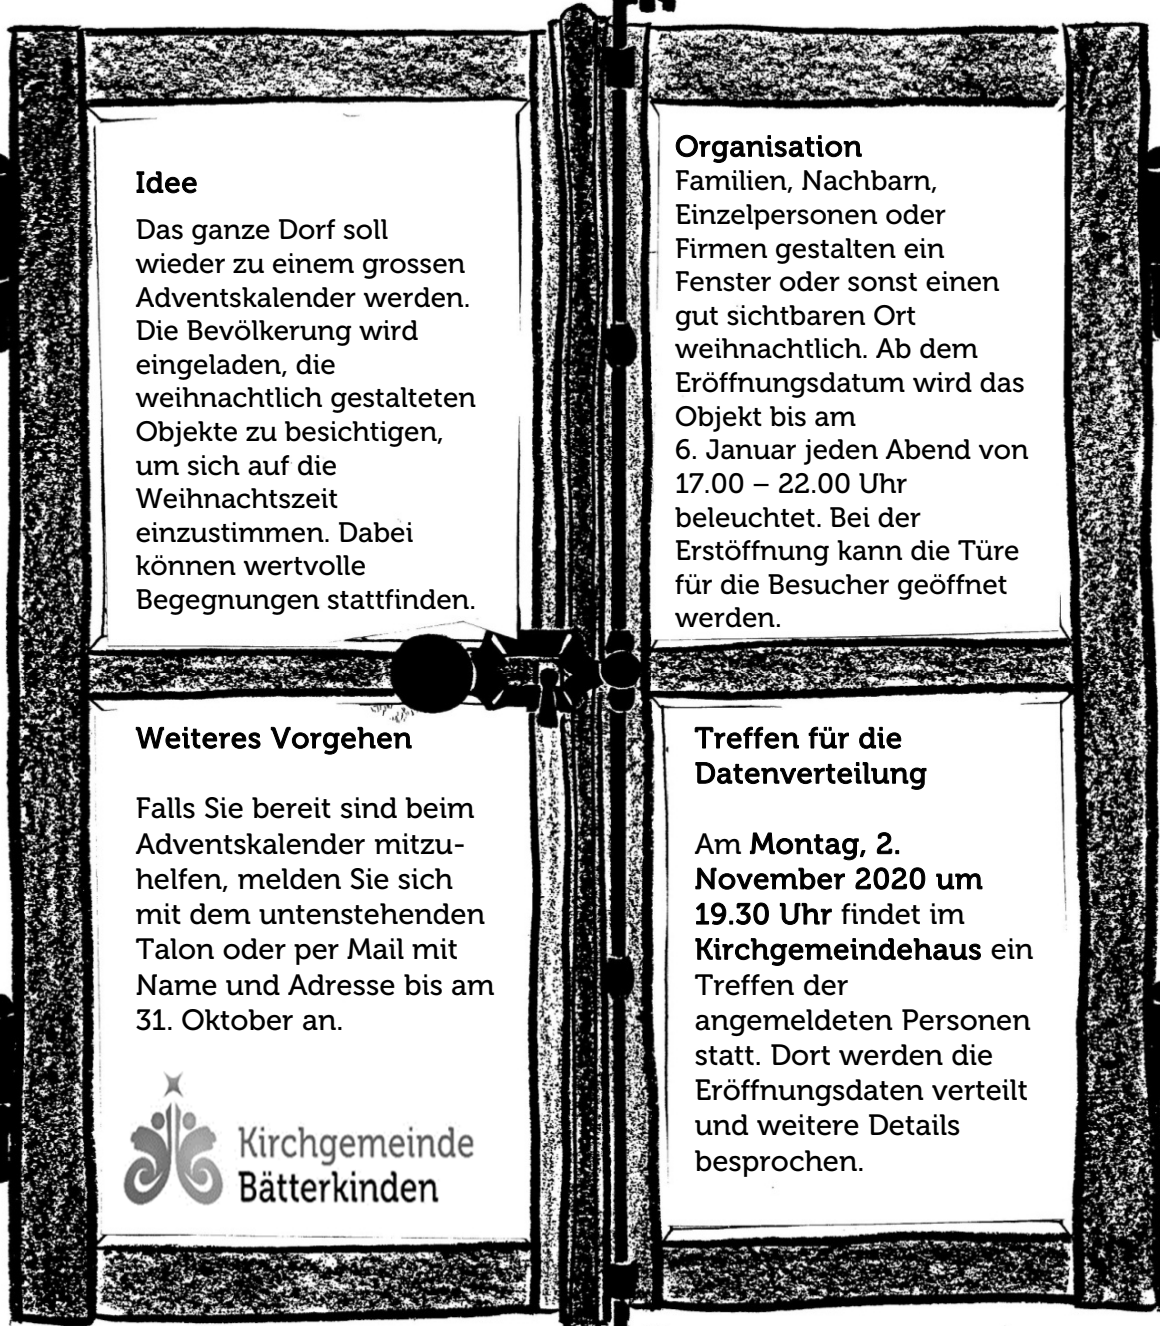 Idee
Das ganze Dorf soll
wieder zu einem grossen
Adventskalender werden.
Die Bevölkerung wird
eingeladen, die
weihnachtlich gestalteten
Objekte zu besichtigen,
um sich auf die
Weihnachtszeit
einzustimmen. Dabei
können wertvolle
Begegnungen stattfinden.
Organisation
Familien, Nachbarn,
Einzelpersonen oder
Firmen gestalten ein
Fenster oder sonst einen
gut sichtbaren Ort
weihnachtlich. Ab dem
Eröffnungsdatum wird das
Objekt bis am
6. Januar jeden Abend von
17.00 – 22.00 Uhr
beleuchtet. Bei der
Erstöffnung kann die Türe
für die Besucher geöffnet
werden.
Weiteres Vorgehen
Falls Sie bereit sind beim
Adventskalender mitzu-
helfen, melden Sie sich
mit dem untenstehenden
Talon oder per Mail mit
Name und Adresse bis am
31. Oktober an.
Kirchgemeinde
Bätterkinden
Treffen für die
Datenverteilung
Am Montag, 2.
November 2020 um
19.30 Uhr findet im
Kirchgemeindehaus ein
Treffen der
angemeldeten Personen
statt. Dort werden die
Eröffnungsdaten verteilt
und weitere Details
besprochen.